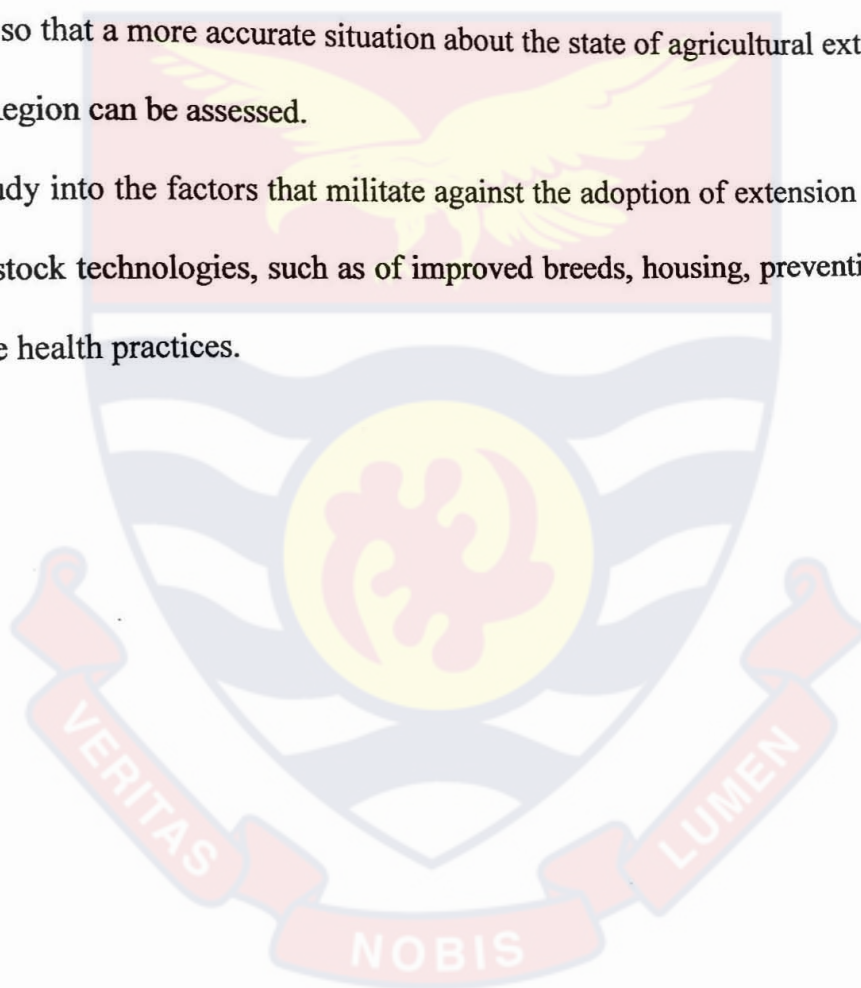 so that a more accurate situation about the state of agricultural ext
egion can be assessed.
dy into the factors that militate against the adoption of extension
stock technologies, such as of improved breeds, housing, preventi
e health practices.
VERITAS
NOBIS
LUMEN